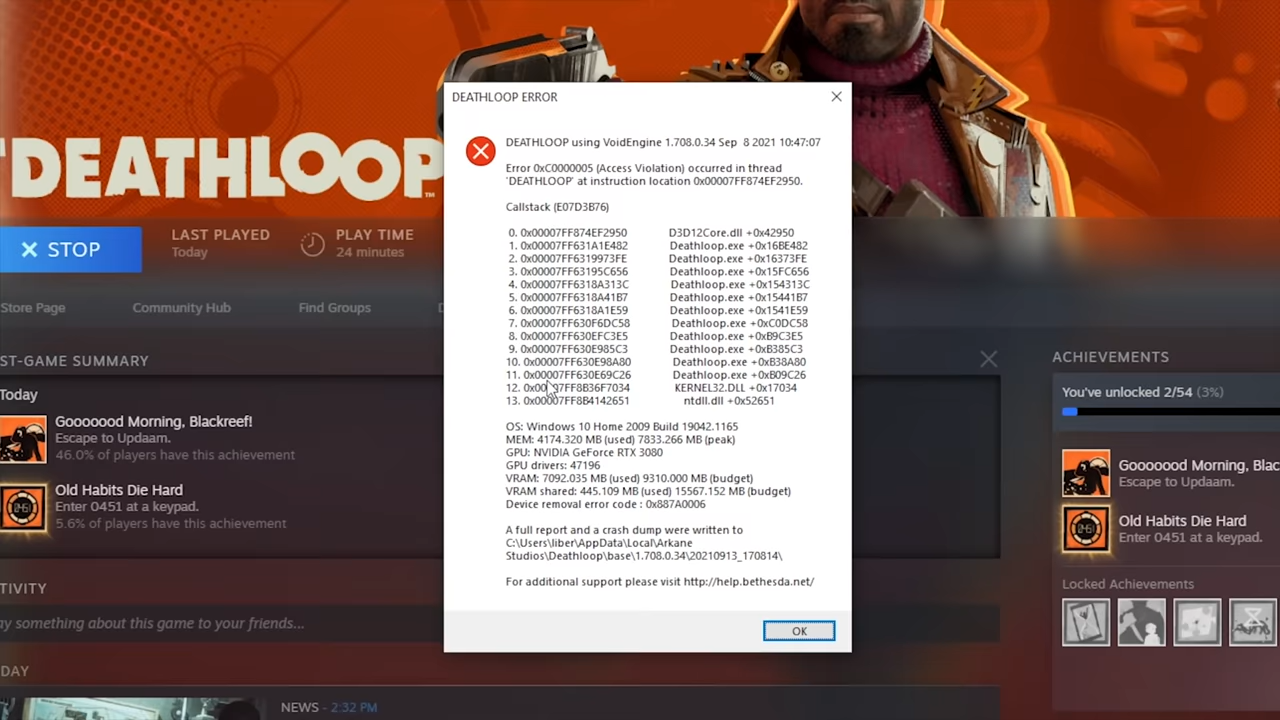 DEATHLOOP
STOP
LAST PLAYED
Today
PLAY TIME
24 minutes
Store Page
Community Hub
Find Groups
DEATHLOOP ERROR
DEATHLOOP using VoidEngine 1.708.0.34 Sep 8 2021 10:47:07
Error 0xC0000005 (Access Violation) occurred in thread
'DEATHLOOP' at instruction location 0x00007FF874EF2950.
Callstack (E07D3B76)
0. 0x00007FF874EF2950 D3D12Core.dll +0x42950
1. 0x00007FF631A1E482 Deathloop.exe +0x16BE482
2. 0x00007FF6319973FE Deathloop.exe +0x16373FE
3. 0x00007FF63195C656 Deathloop.exe +0x15FC656
4. 0x00007FF6318A313C Deathloop.exe +0x154313C
5. 0x00007FF6318A41B7 Deathloop.exe +0x15441B7
6. 0x00007FF6318A1E59 Deathloop.exe +0x1541E59
7. 0x00007FF630F6DC58 Deathloop.exe +0xC0DC58
8. 0x00007FF630EFC3E5 Deathloop.exe +0xB9C3E5
9. 0x00007FF630E985C3 Deathloop.exe +0xB385C3
10. 0x00007FF630E98A80 Deathloop.exe +0xB38A80
11. 0x00007FF630E69C26 Deathloop.exe +0xB09C26
12. 0x00007FF8B36F7034 KERNEL32.DLL +0x17034
13. 0x00007FF8B4142651 ntdll.dll +0x52651
OS: Windows 10 Home 2009 Build 19042.1165
MEM: 4174.320 MB (used) 7833.266 MB (peak)
GPU: NVIDIA GeForce RTX 3080
GPU drivers: 47196
VRAM: 7092.035 MB (used) 9310.000 MB (budget)
VRAM shared: 445.109 MB (used) 15567.152 MB (budget)
Device removal error code : 0x887A0006
A full report and a crash dump were written to
C:\Users\liber\AppData\Local\Arkane
Studios\Deathloop\base\1.708.0.34\20210913_170814\
For additional support please visit http://help.bethesda.net/
OK
ST-GAME SUMMARY
Today
Gooooood Morning, Blackreef!
Escape to Updaam.
46.0% of players have this achievement
Old Habits Die Hard
Enter 0451 at a keypad.
5.6% of players have this achievement
TIVITY
ay something about this game to your friends...
DAY
NEWS - 2:32 PM
ACHIEVEMENTS
You've unlocked 2/54 (3%)
Gooooood Morning, Bla
Escape to Updaam.
Old Habits Die Hard
Enter 0451 at a keypad.
Locked Achievements